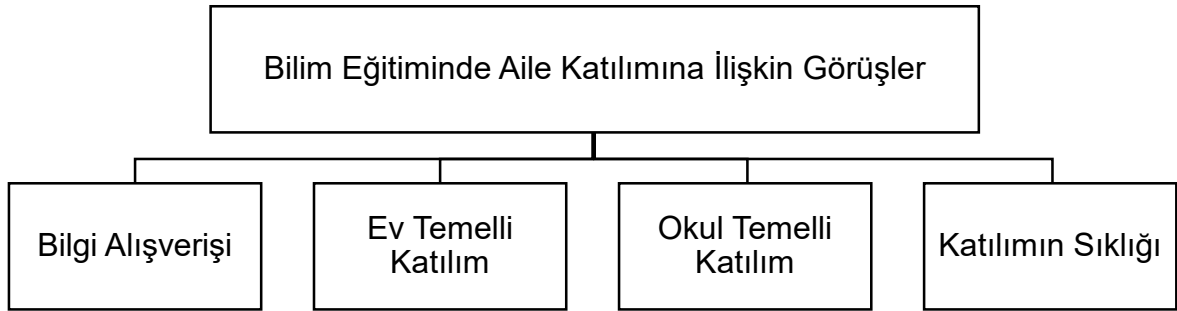 Bilim Eğitiminde Aile Katılımına İlişkin Görüşler
Bilgi Alışverişi
Ev Temelli
Katılım
Okul Temelli
Katılım
Katılımın Sıklığı